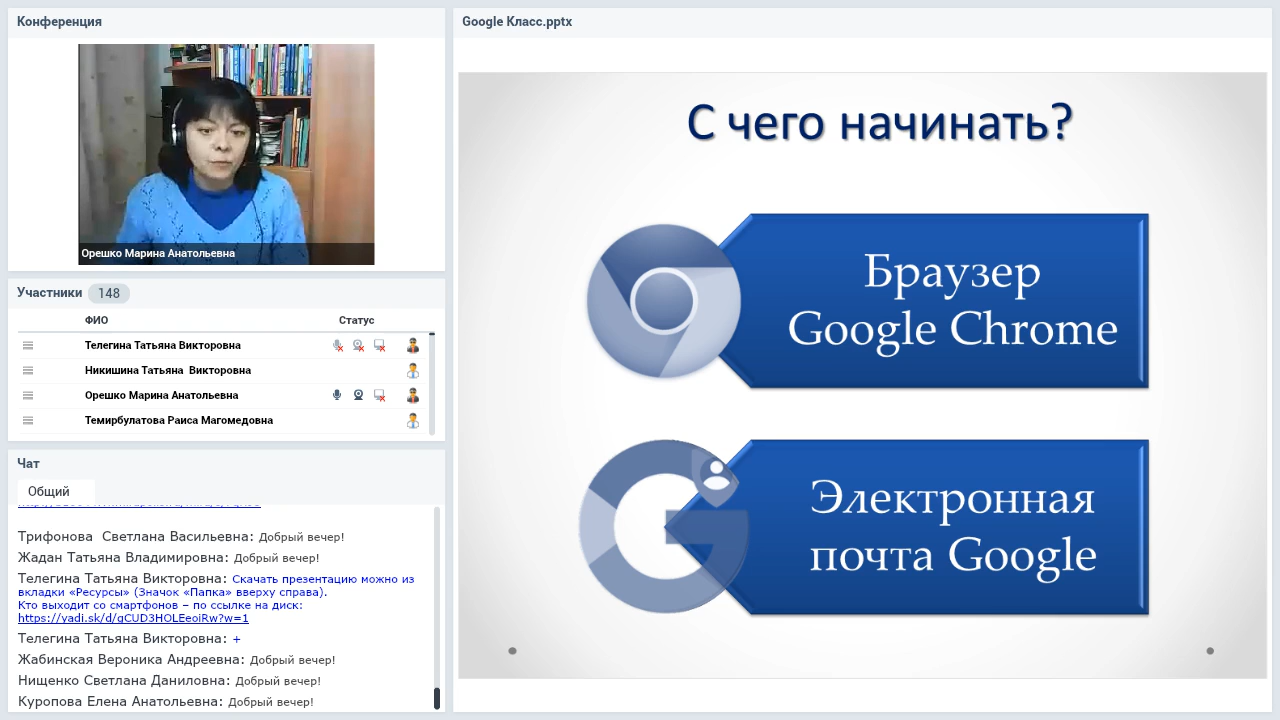 Конференция
Орешко Марина Анатольевна
Участники 148
ФИО Статус
Телегина Татьяна Викторовна
Никишина Татьяна Викторовна
Орешко Марина Анатольевна
Темирбулатова Раиса Магомедовна
Чат
Общий
Трифонова Светлана Васильевна: Добрый вечер!
Жадан Татьяна Владимировна: Добрый вечер!
Телегина Татьяна Викторовна: Скачать презентацию можно из
вкладки «Ресурсы» (Значок «Папка» вверху справа).
Кто выходит со смартфонов – по ссылке на диск:
https://yadi.sk/d/gCUD3HOLEeoiRw?w=1
Телегина Татьяна Викторовна: +
Жабинская Вероника Андреевна: Добрый вечер!
Нищенко Светлана Даниловна: Добрый вечер!
Куропова Елена Анатольевна: Добрый вечер!
Google Класс.pptx
С чего начинать?
Браузер
Google Chrome
Электронная
почта Google